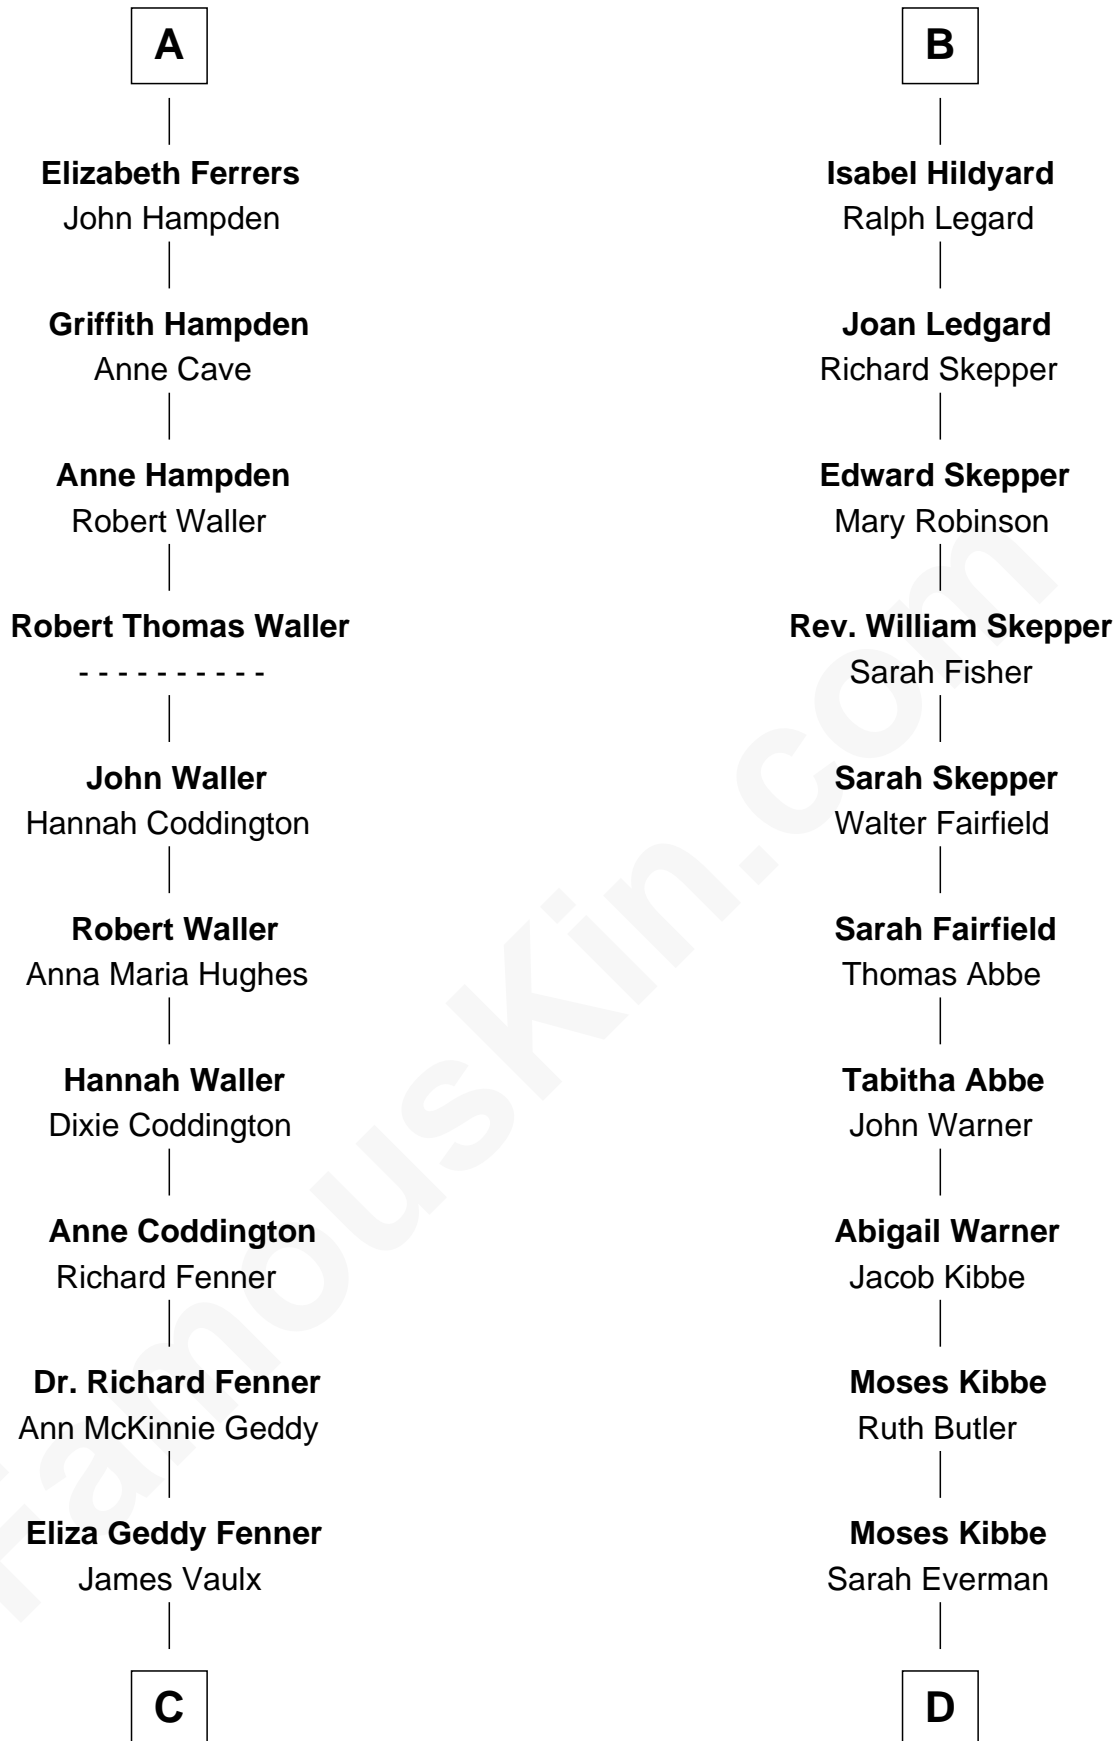 A
Elizabeth Ferrers
John Hampden
Griffith Hampden
Anne Cave
Anne Hampden
Robert Waller
Robert Thomas Waller
- - - - - - - - - -
John Waller
Hannah Coddington
Robert Waller
Anna Maria Hughes
Hannah Waller
Dixie Coddington
Anne Coddington
Richard Fenner
Dr. Richard Fenner
Ann McKinnie Geddy
Eliza Geddy Fenner
James Vaulx
C
B
Isabel Hildyard
Ralph Legard
Joan Ledgard
Richard Skepper
Edward Skepper
Mary Robinson
Rev. William Skepper
Sarah Fisher
Sarah Skepper
Walter Fairfield
Sarah Fairfield
Thomas Abbe
Tabitha Abbe
John Warner
Abigail Warner
Jacob Kibbe
Moses Kibbe
Ruth Butler
Moses Kibbe
Sarah Everman
D
FamousKin.com